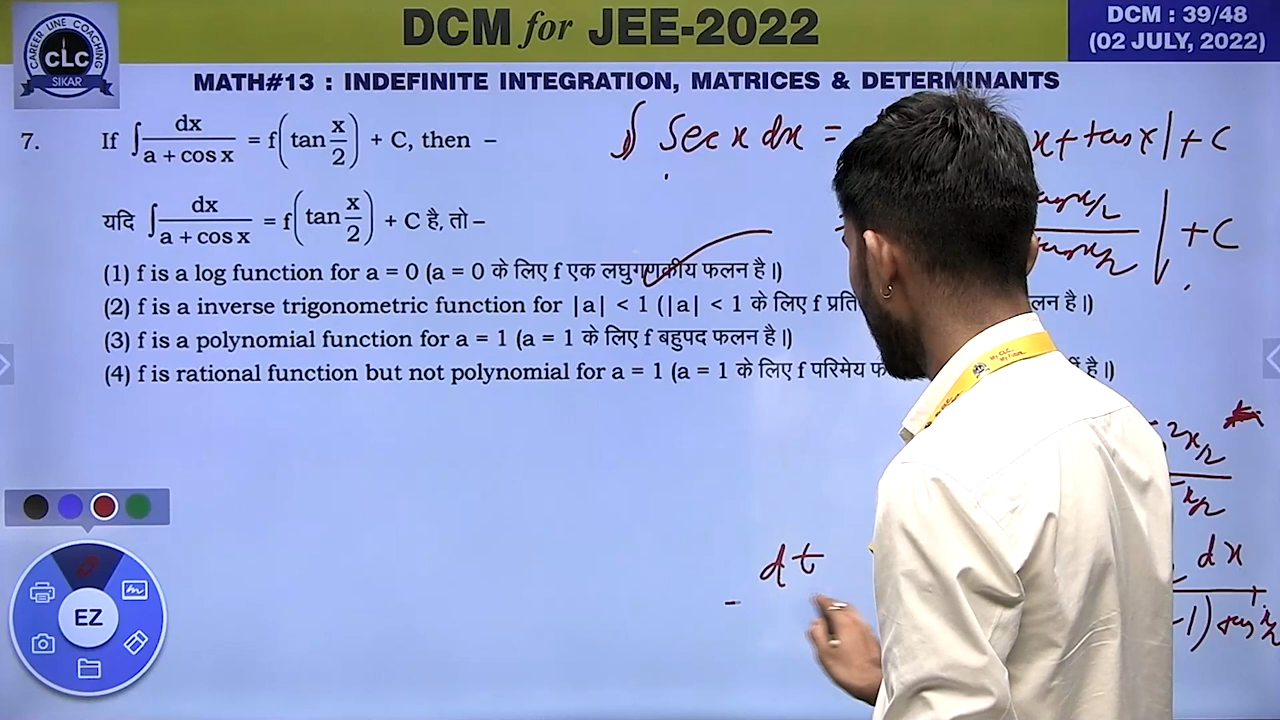 CAREER LINE COACHING
CLC
SIKAR
DCM for JEE-2022
DCM : 39/48
(02 JULY, 2022)
MATH#13 : INDEFINITE INTEGRATION, MATRICES & DETERMINANTS
7. If ∫ dx/(a + cos x) = f(tan x/2) + C, then –
यदि ∫ dx/(a + cos x) = f(tan x/2) + C है, तो –
(1) f is a log function for a = 0 (a = 0 के लिए f एक लघुगणकीय फलन है।)
(2) f is a inverse trigonometric function for |a| < 1 (|a| < 1 के लिए f है।)
(3) f is a polynomial function for a = 1 (a = 1 के लिए f बहुपद फलन है।)
(4) f is rational function but not polynomial for a = 1 (a = 1 के लिए f परिमेय है।)
∫ Sec x dx =
x + tan x| + C
| + C
dt
dx
EZ